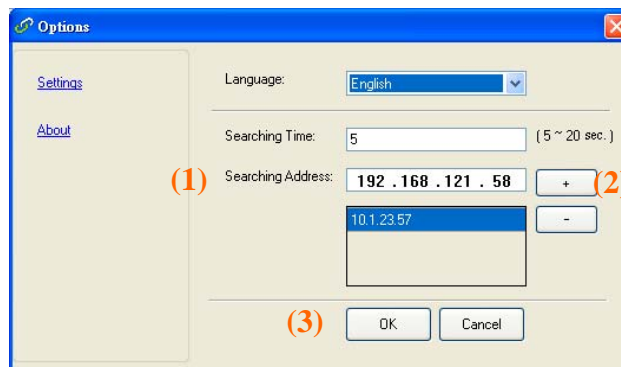 Options
Settings
About
Language: English
Searching Time: 5 ( 5 ~ 20 sec. )
(1) Searching Address: 192 . 168 . 121 . 58 + (2)
10.1.23.57 -
(3) OK Cancel